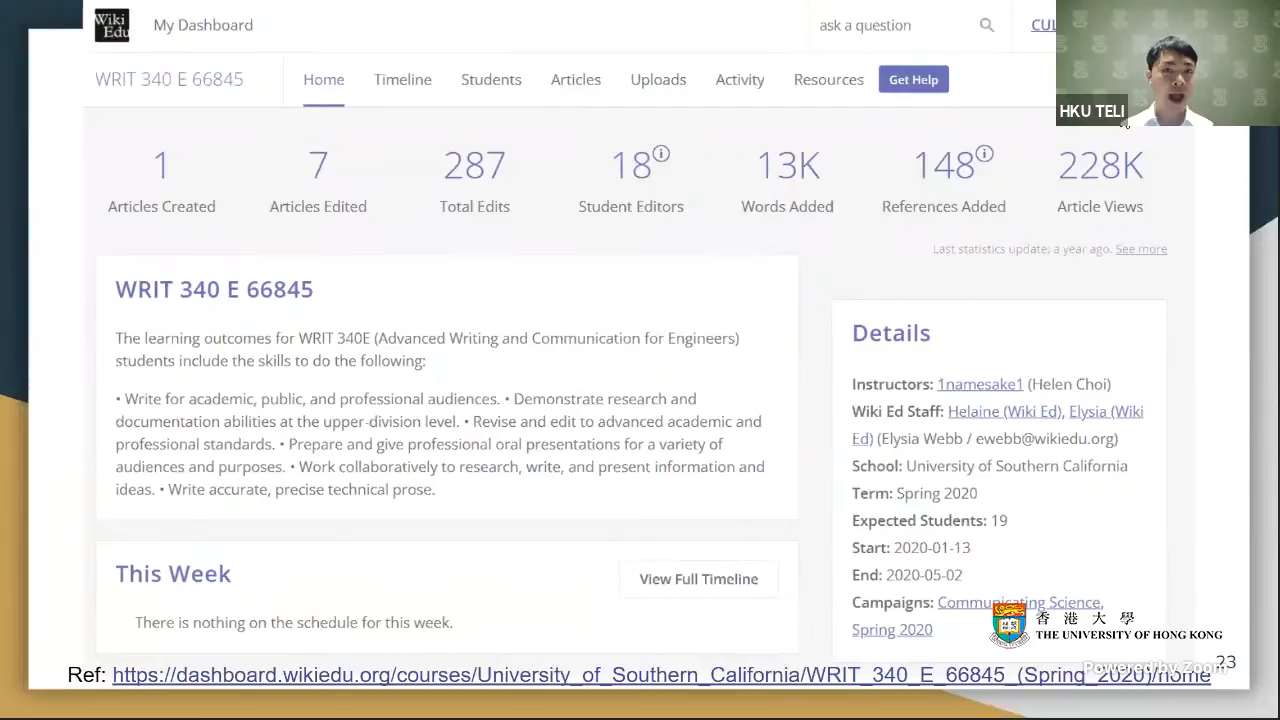 Wiki
Edu
My Dashboard
ask a question
CUL
HKU TELI
WRIT 340 E 66845
Home
Timeline
Students
Articles
Uploads
Activity
Resources
Get Help
1
7
287
18
13K
148
228K
Articles Created
Articles Edited
Total Edits
Student Editors
Words Added
References Added
Article Views
Last statistics update: a year ago. See more
WRIT 340 E 66845
The learning outcomes for WRIT 340E (Advanced Writing and Communication for Engineers)
students include the skills to do the following:
• Write for academic, public, and professional audiences. • Demonstrate research and
documentation abilities at the upper-division level. • Revise and edit to advanced academic and
professional standards. • Prepare and give professional oral presentations for a variety of
audiences and purposes. • Work collaboratively to research, write, and present information and
ideas. • Write accurate, precise technical prose.
Details
Instructors: 1namesake1 (Helen Choi)
Wiki Ed Staff: Helaine (Wiki Ed), Elysia (Wiki
Ed) (Elysia Webb / ewebb@wikiedu.org)
School: University of Southern California
Term: Spring 2020
Expected Students: 19
Start: 2020-01-13
End: 2020-05-02
Campaigns: Communicating Science,
Spring 2020
This Week
View Full Timeline
There is nothing on the schedule for this week.
香港大學
THE UNIVERSITY OF HONG KONG
23
Powered by Zoom
Ref: https://dashboard.wikiedu.org/courses/University_of_Southern_California/WRIT_340_E_66845_(Spring_2020)/home